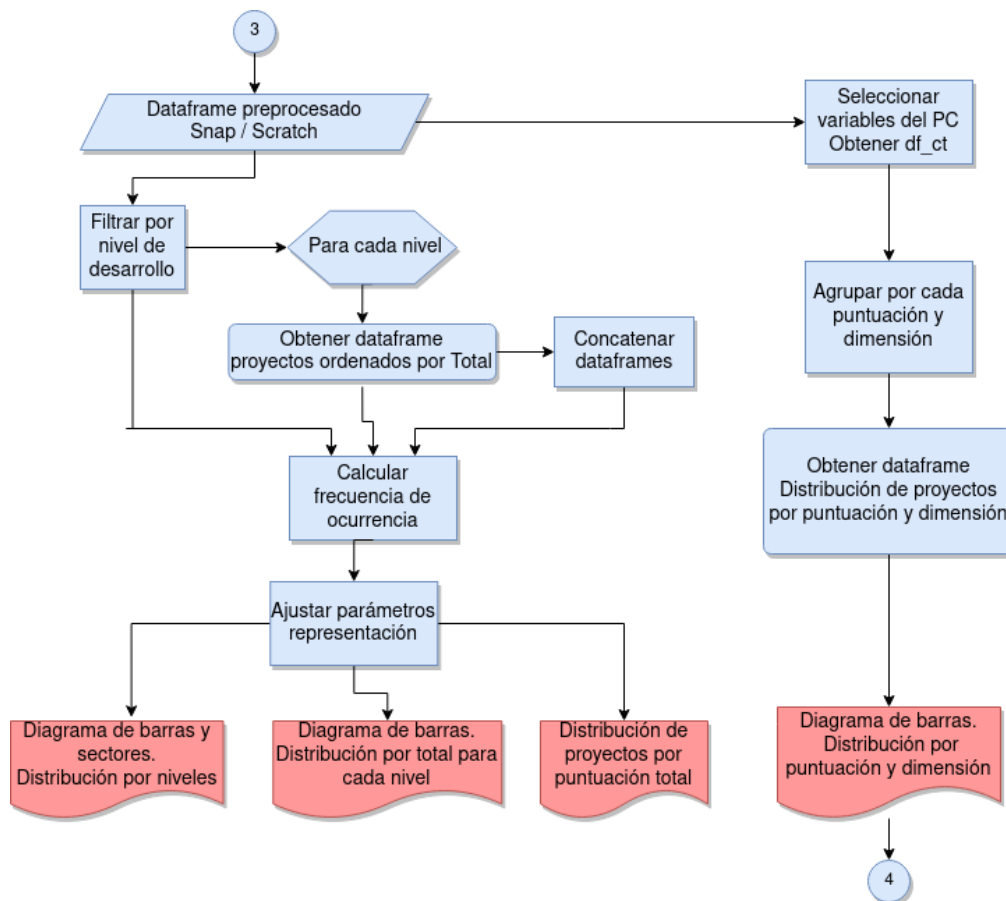 3
Dataframe preprocesado
Snap / Scratch
Seleccionar
variables del PC
Obtener df_ct
Filtrar por
nivel de
desarrollo
Para cada nivel
Agrupar por cada
puntuación y
dimensión
Obtener dataframe
proyectos ordenados por Total
Concatenar
dataframes
Calcular
frecuencia de
ocurrencia
Obtener dataframe
Distribución de proyectos
por puntuación y dimensión
Ajustar parámetros
representación
Diagrama de barras y
sectores.
Distribución por niveles
Diagrama de barras.
Distribución por total para
cada nivel
Distribución de
proyectos por
puntuación total
Diagrama de barras.
Distribución por
puntuación y dimensión
4